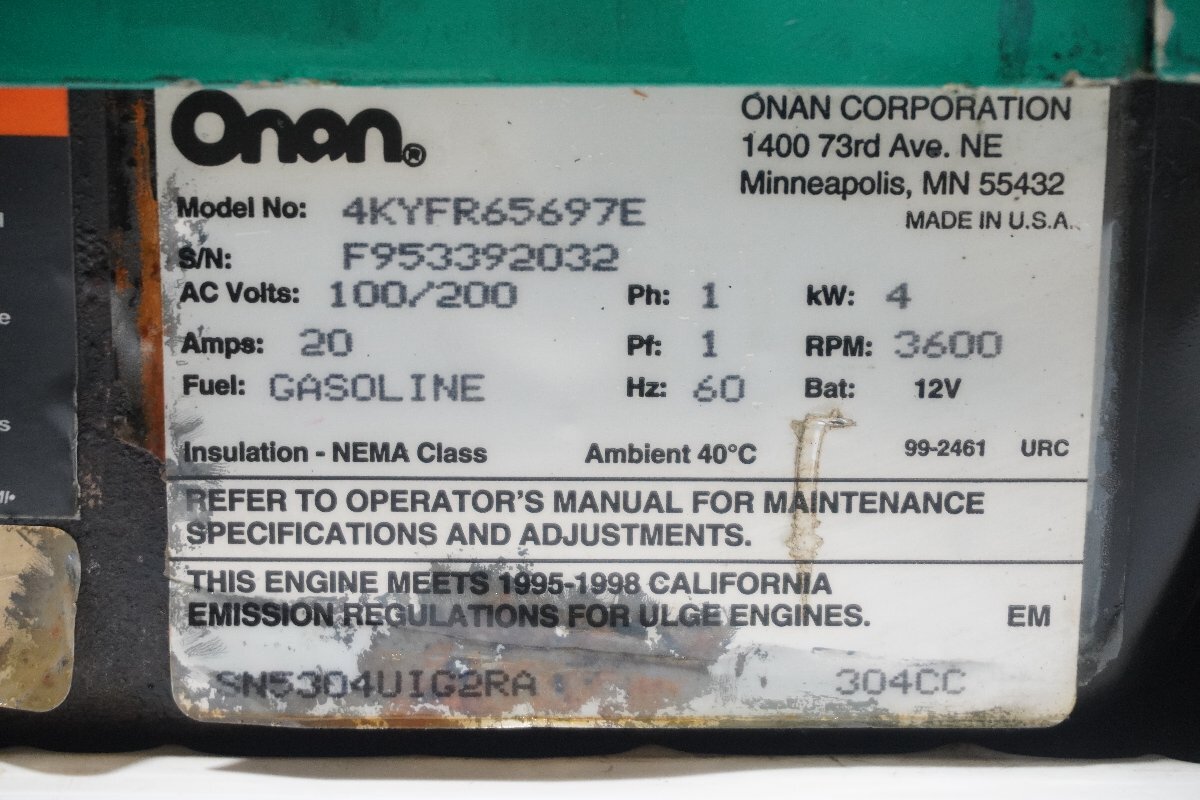 Onan®
ONAN CORPORATION
1400 73rd Ave. NE
Minneapolis, MN 55432
MADE IN U.S.A.
Model No: 4KYFR65697E
S/N: F953392032
AC Volts: 100/200 Ph: 1 kW: 4
Amps: 20 Pf: 1 RPM: 3600
Fuel: GASOLINE Hz: 60 Bat: 12V
Insulation - NEMA Class Ambient 40°C 99-2461 URC
REFER TO OPERATOR'S MANUAL FOR MAINTENANCE
SPECIFICATIONS AND ADJUSTMENTS.
THIS ENGINE MEETS 1995-1998 CALIFORNIA
EMISSION REGULATIONS FOR ULGE ENGINES. EM
SN5304UIG2RA 304CC